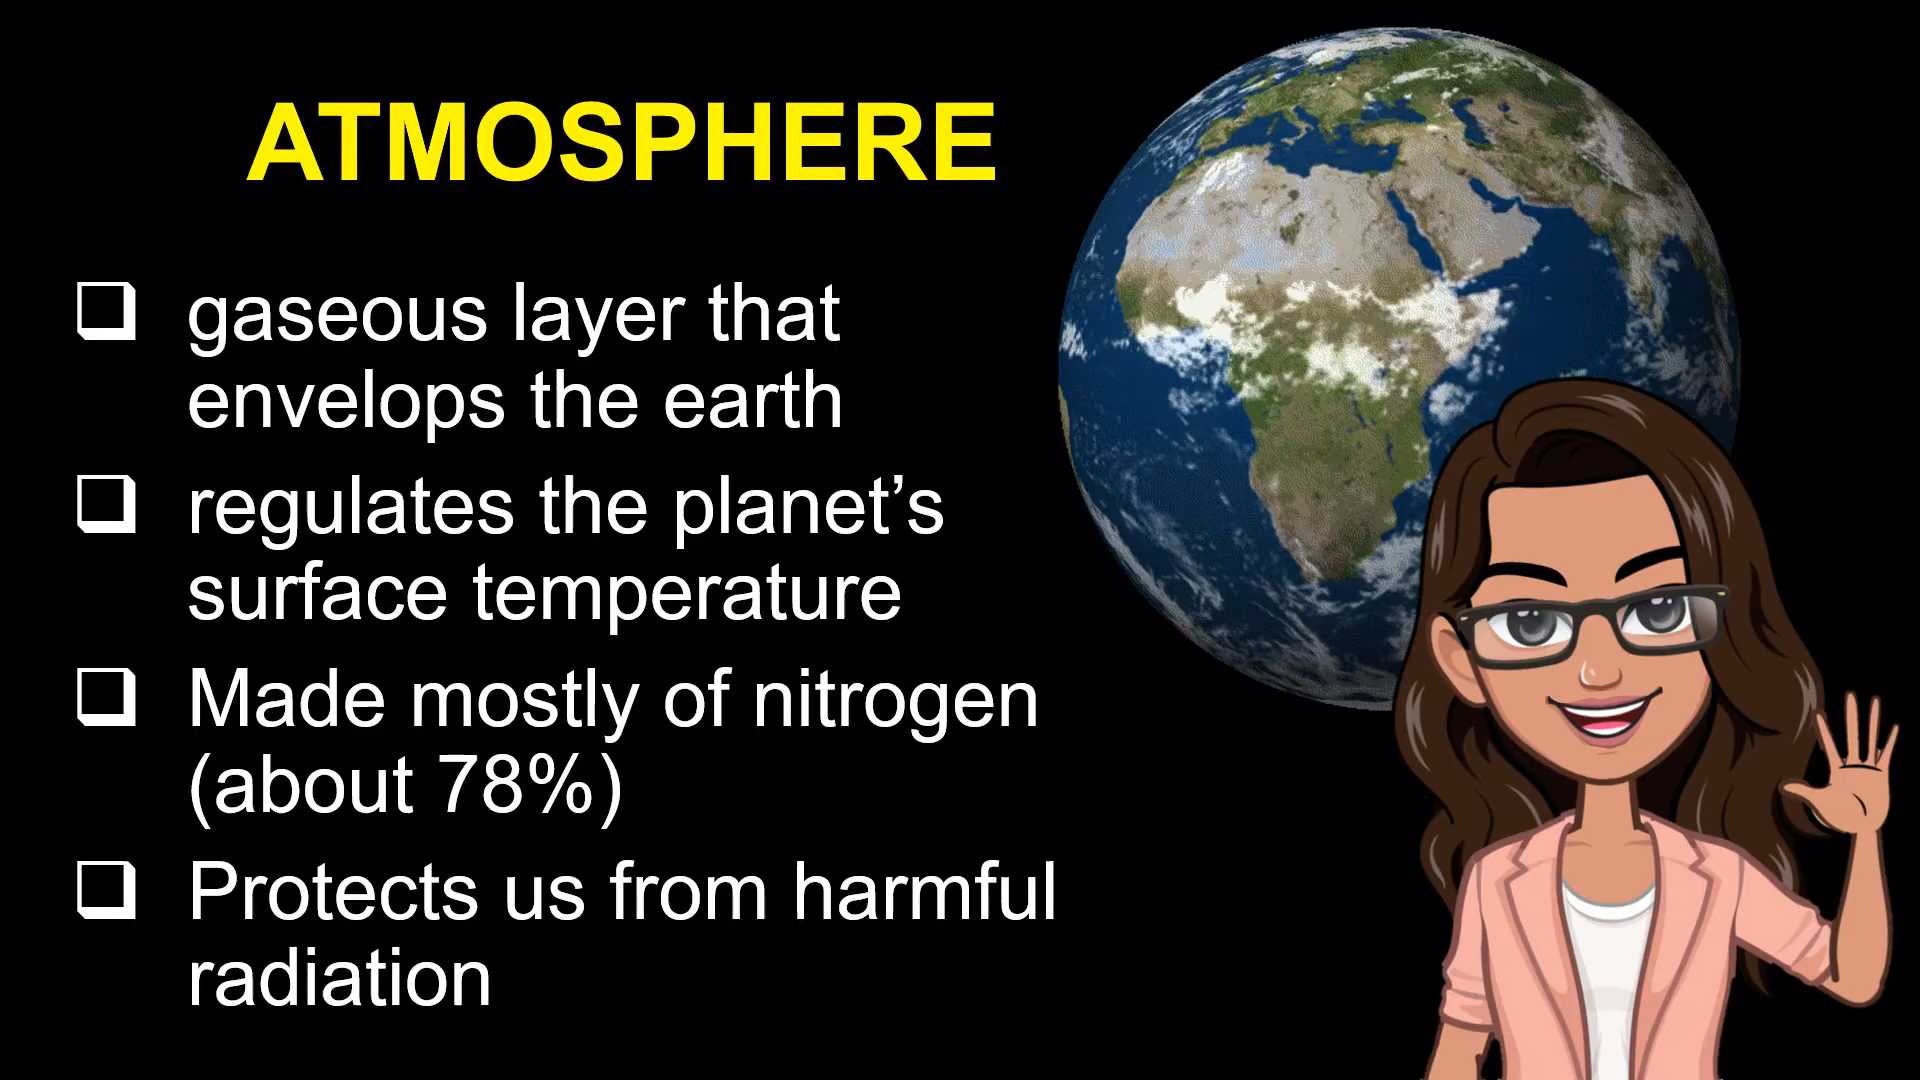 ATMOSPHERE
gaseous layer that
envelops the earth
regulates the planet’s
surface temperature
Made mostly of nitrogen
(about 78%)
Protects us from harmful
radiation